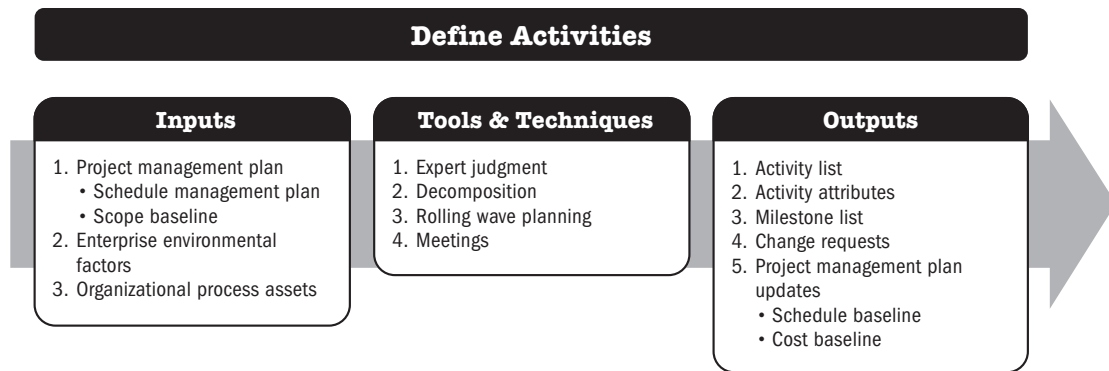 Define Activities
Inputs
1. Project management plan
• Schedule management plan
• Scope baseline
2. Enterprise environmental
factors
3. Organizational process assets
Tools & Techniques
1. Expert judgment
2. Decomposition
3. Rolling wave planning
4. Meetings
Outputs
1. Activity list
2. Activity attributes
3. Milestone list
4. Change requests
5. Project management plan
updates
• Schedule baseline
• Cost baseline